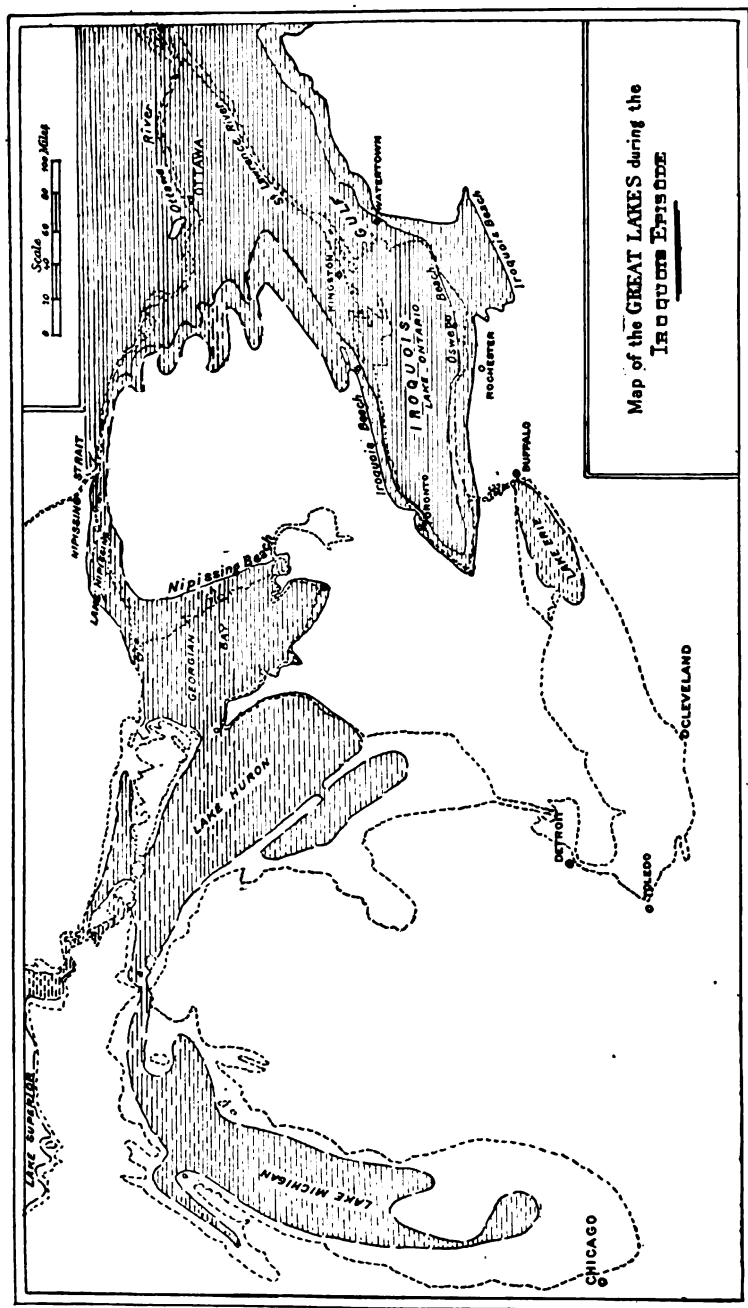 Map of the GREAT LAKES during the
IROQUOIS EPISODE
Scale
100 Miles
80
60
10
0
LAKE SUPERIOR
NIPISSING STRAIT
LAKE NIPISSING
Ottawa
River
OTTAWA
St Lawrence River
Nipissing Beach
GEORGIAN
BAY
LAKE HURON
LAKE MICHIGAN
KINGSTON
GULF
WATERTOWN
Iroquois Beach
TORONTO
IROQUOIS
LAKE ONTARIO
Oswego
Beach
Iroquois Beach
ROCHESTER
BUFFALO
LAKE ERIE
DETROIT
TOLEDO
CLEVELAND
CHICAGO